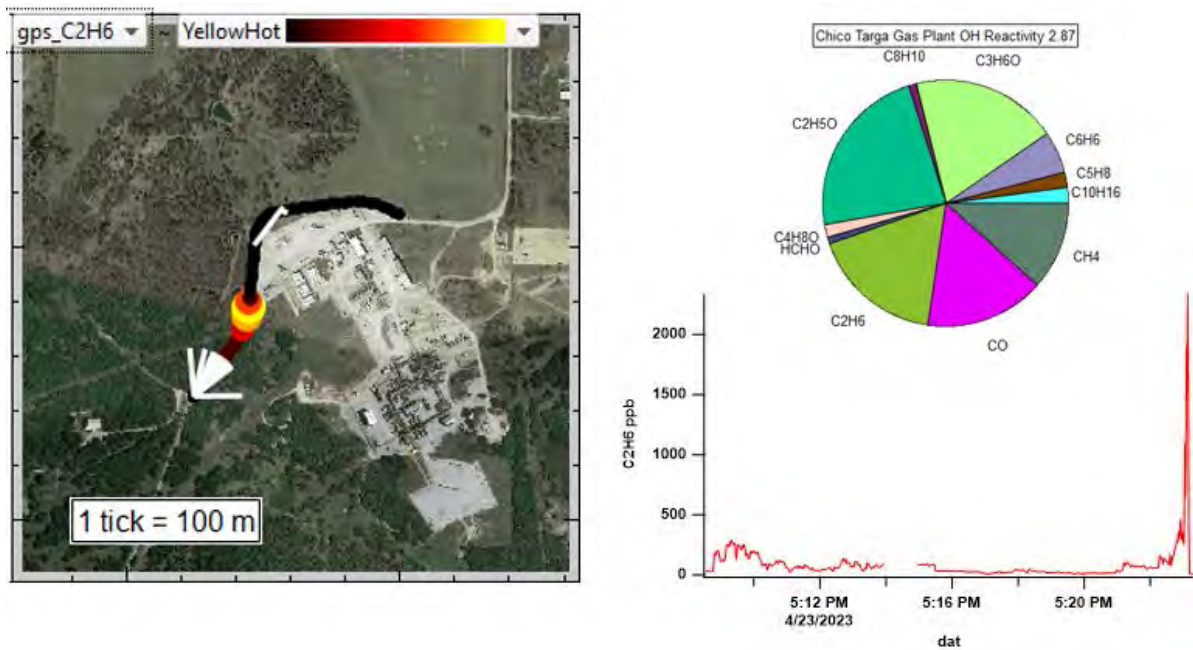 gps_C2H6 ~ YellowHot
1 tick = 100 m
Chico Targa Gas Plant OH Reactivity 2.87
C8H10
C3H6O
C2H5O
C6H6
C5H8
C10H16
C4H8O
HCHO
CH4
C2H6
CO
C2H6 ppb
2000
1500
1000
500
0
5:12 PM
4/23/2023
5:16 PM
5:20 PM
dat